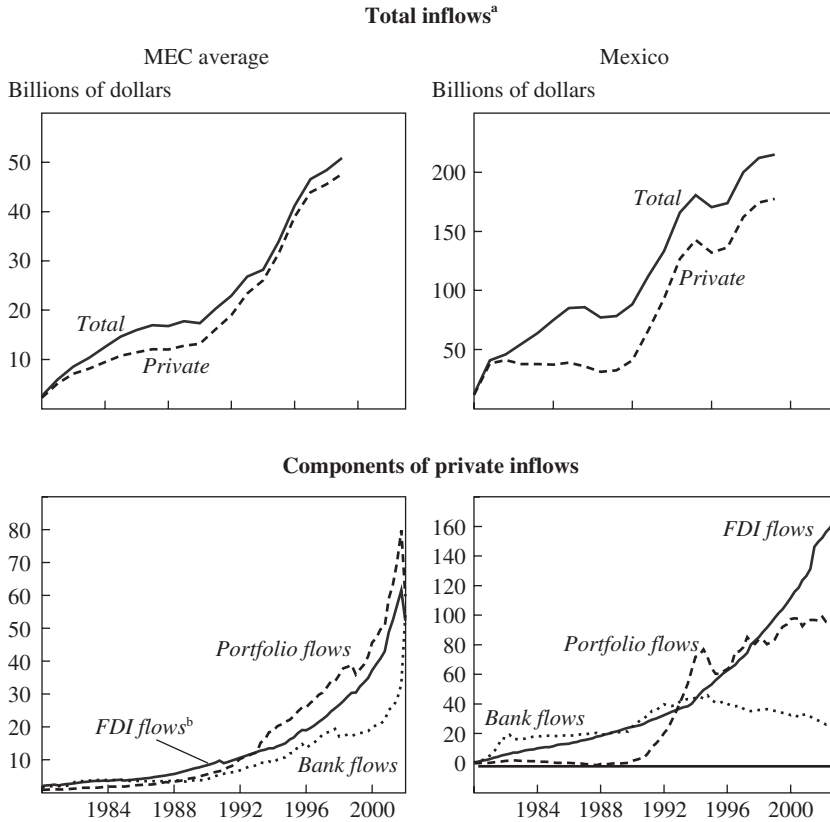 Total inflowsᵃ
MEC average
Mexico
Billions of dollars
Billions of dollars
50
40
30
20
10
Total
Private
200
150
100
50
Total
Private
Components of private inflows
80
70
60
50
40
30
20
10
Portfolio flows
FDI flowsᵇ
Bank flows
1984 1988 1992 1996 2000
160
140
120
100
80
60
40
20
0
FDI flows
Portfolio flows
Bank flows
1984 1988 1992 1996 2000